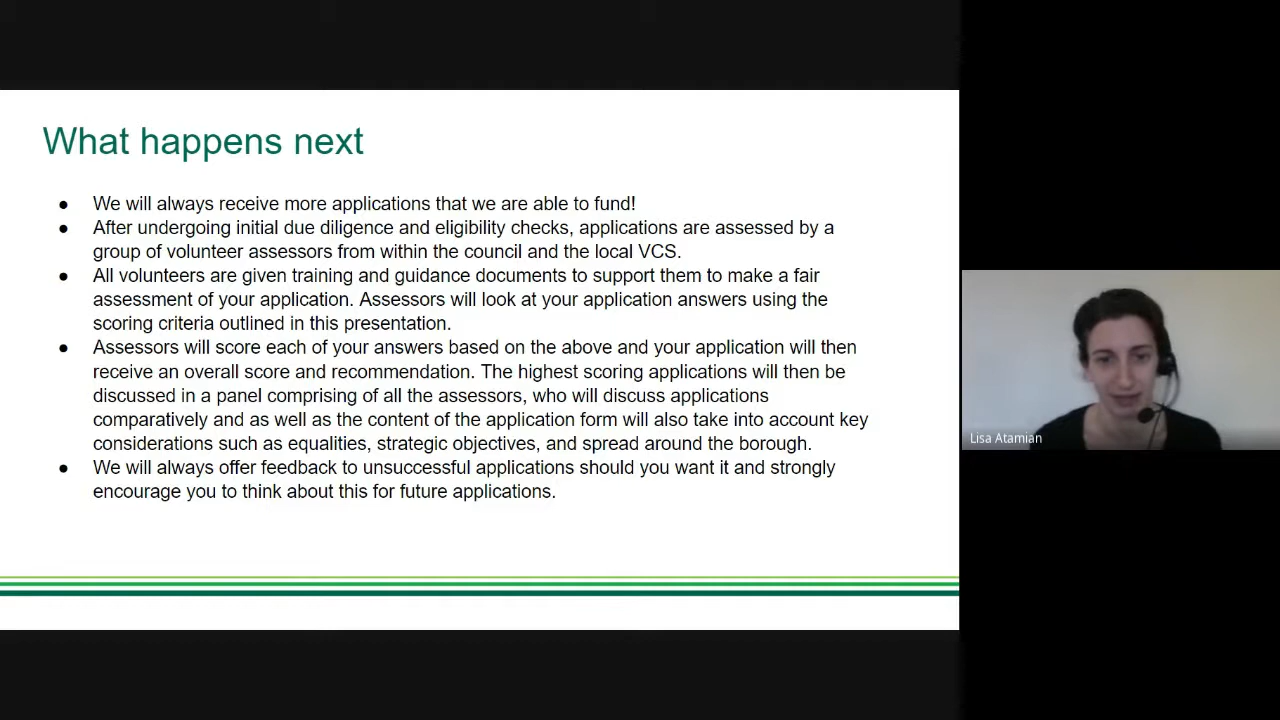 What happens next
● We will always receive more applications that we are able to fund!
● After undergoing initial due diligence and eligibility checks, applications are assessed by a
group of volunteer assessors from within the council and the local VCS.
● All volunteers are given training and guidance documents to support them to make a fair
assessment of your application. Assessors will look at your application answers using the
scoring criteria outlined in this presentation.
● Assessors will score each of your answers based on the above and your application will then
receive an overall score and recommendation. The highest scoring applications will then be
discussed in a panel comprising of all the assessors, who will discuss applications
comparatively and as well as the content of the application form will also take into account key
considerations such as equalities, strategic objectives, and spread around the borough.
● We will always offer feedback to unsuccessful applications should you want it and strongly
encourage you to think about this for future applications.
Lisa Atamian